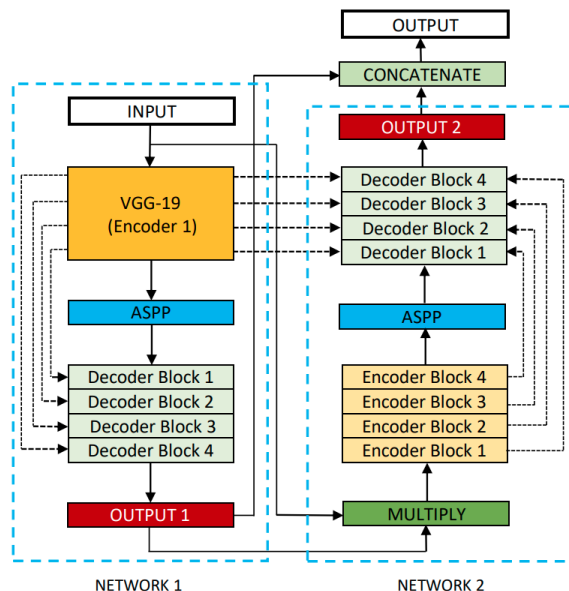 OUTPUT
CONCATENATE
INPUT
OUTPUT 2
VGG-19
(Encoder 1)
Decoder Block 4
Decoder Block 3
Decoder Block 2
Decoder Block 1
ASPP
ASPP
Decoder Block 1
Decoder Block 2
Decoder Block 3
Decoder Block 4
Encoder Block 4
Encoder Block 3
Encoder Block 2
Encoder Block 1
OUTPUT 1
MULTIPLY
NETWORK 1
NETWORK 2